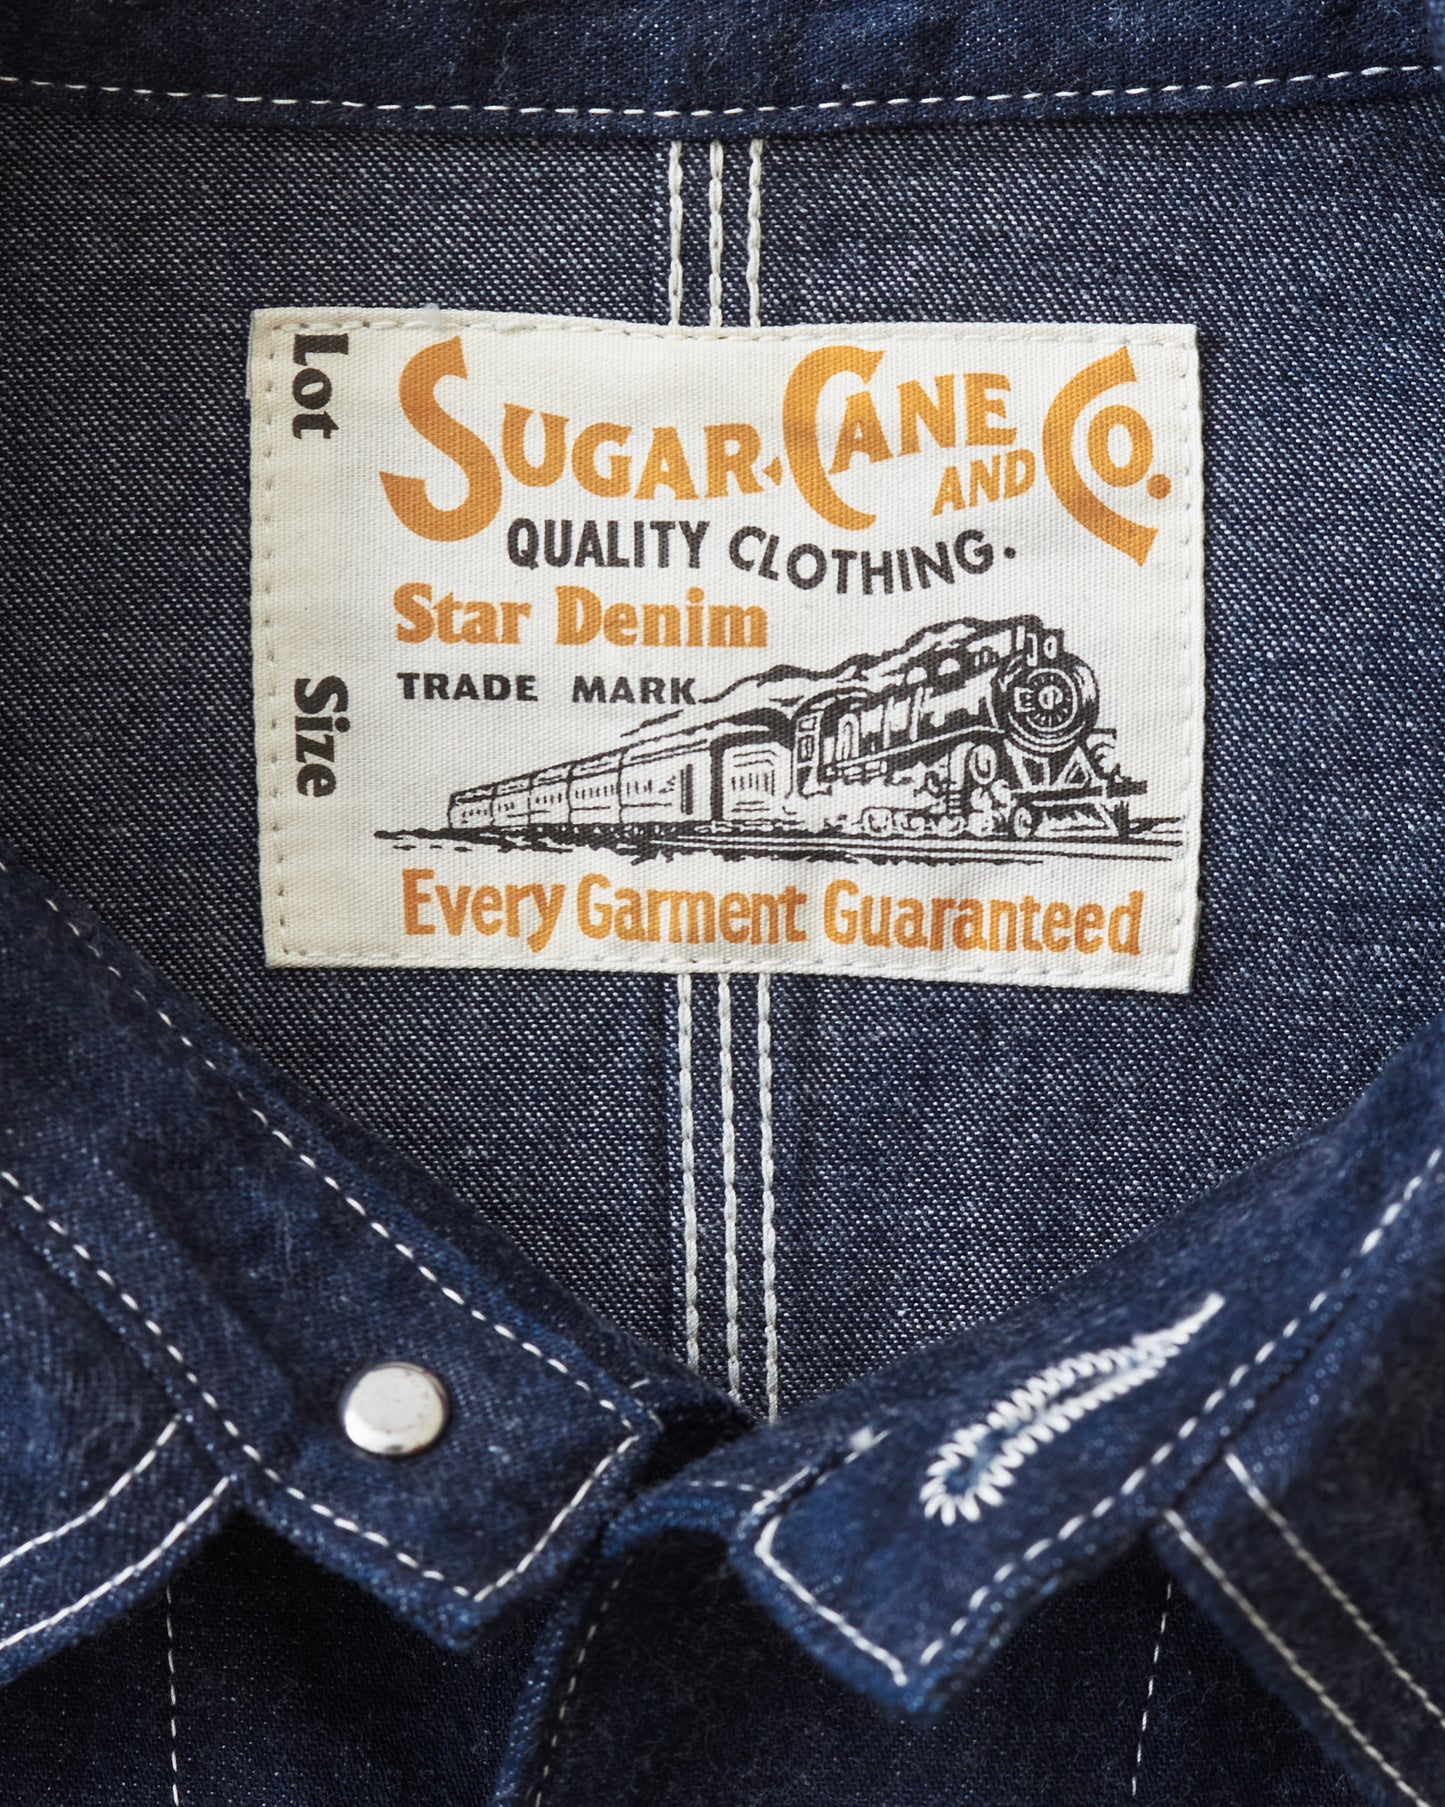 Lot
Size
SUGAR CANE AND CO.
QUALITY CLOTHING.
Star Denim
TRADE MARK
Every Garment Guaranteed